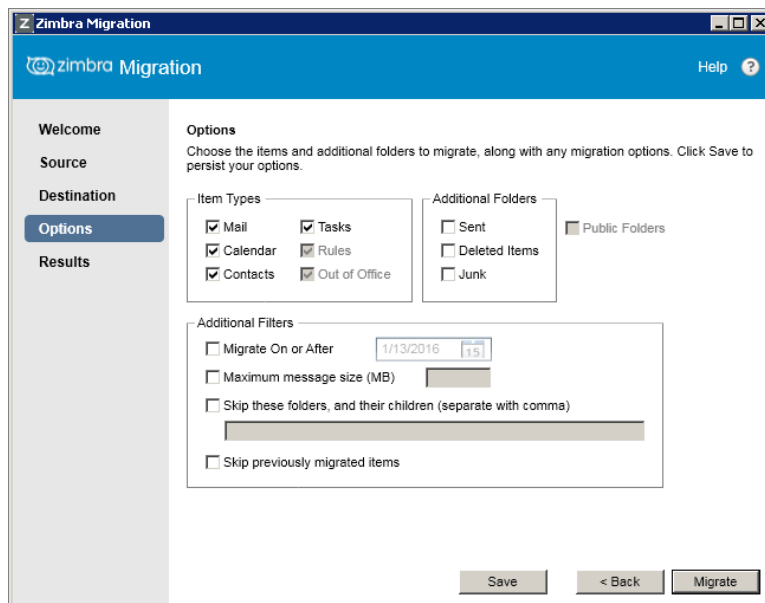 Z Zimbra Migration
zimbra Migration
Help ?
Welcome
Source
Destination
Options
Results
Options
Choose the items and additional folders to migrate, along with any migration options. Click Save to
persist your options.
Item Types
Mail Tasks
Calendar Rules
Contacts Out of Office
Additional Folders
Sent
Deleted Items
Junk
Public Folders
Additional Filters
Migrate On or After 1/13/2016 15
Maximum message size (MB)
Skip these folders, and their children (separate with comma)
Skip previously migrated items
Save < Back Migrate